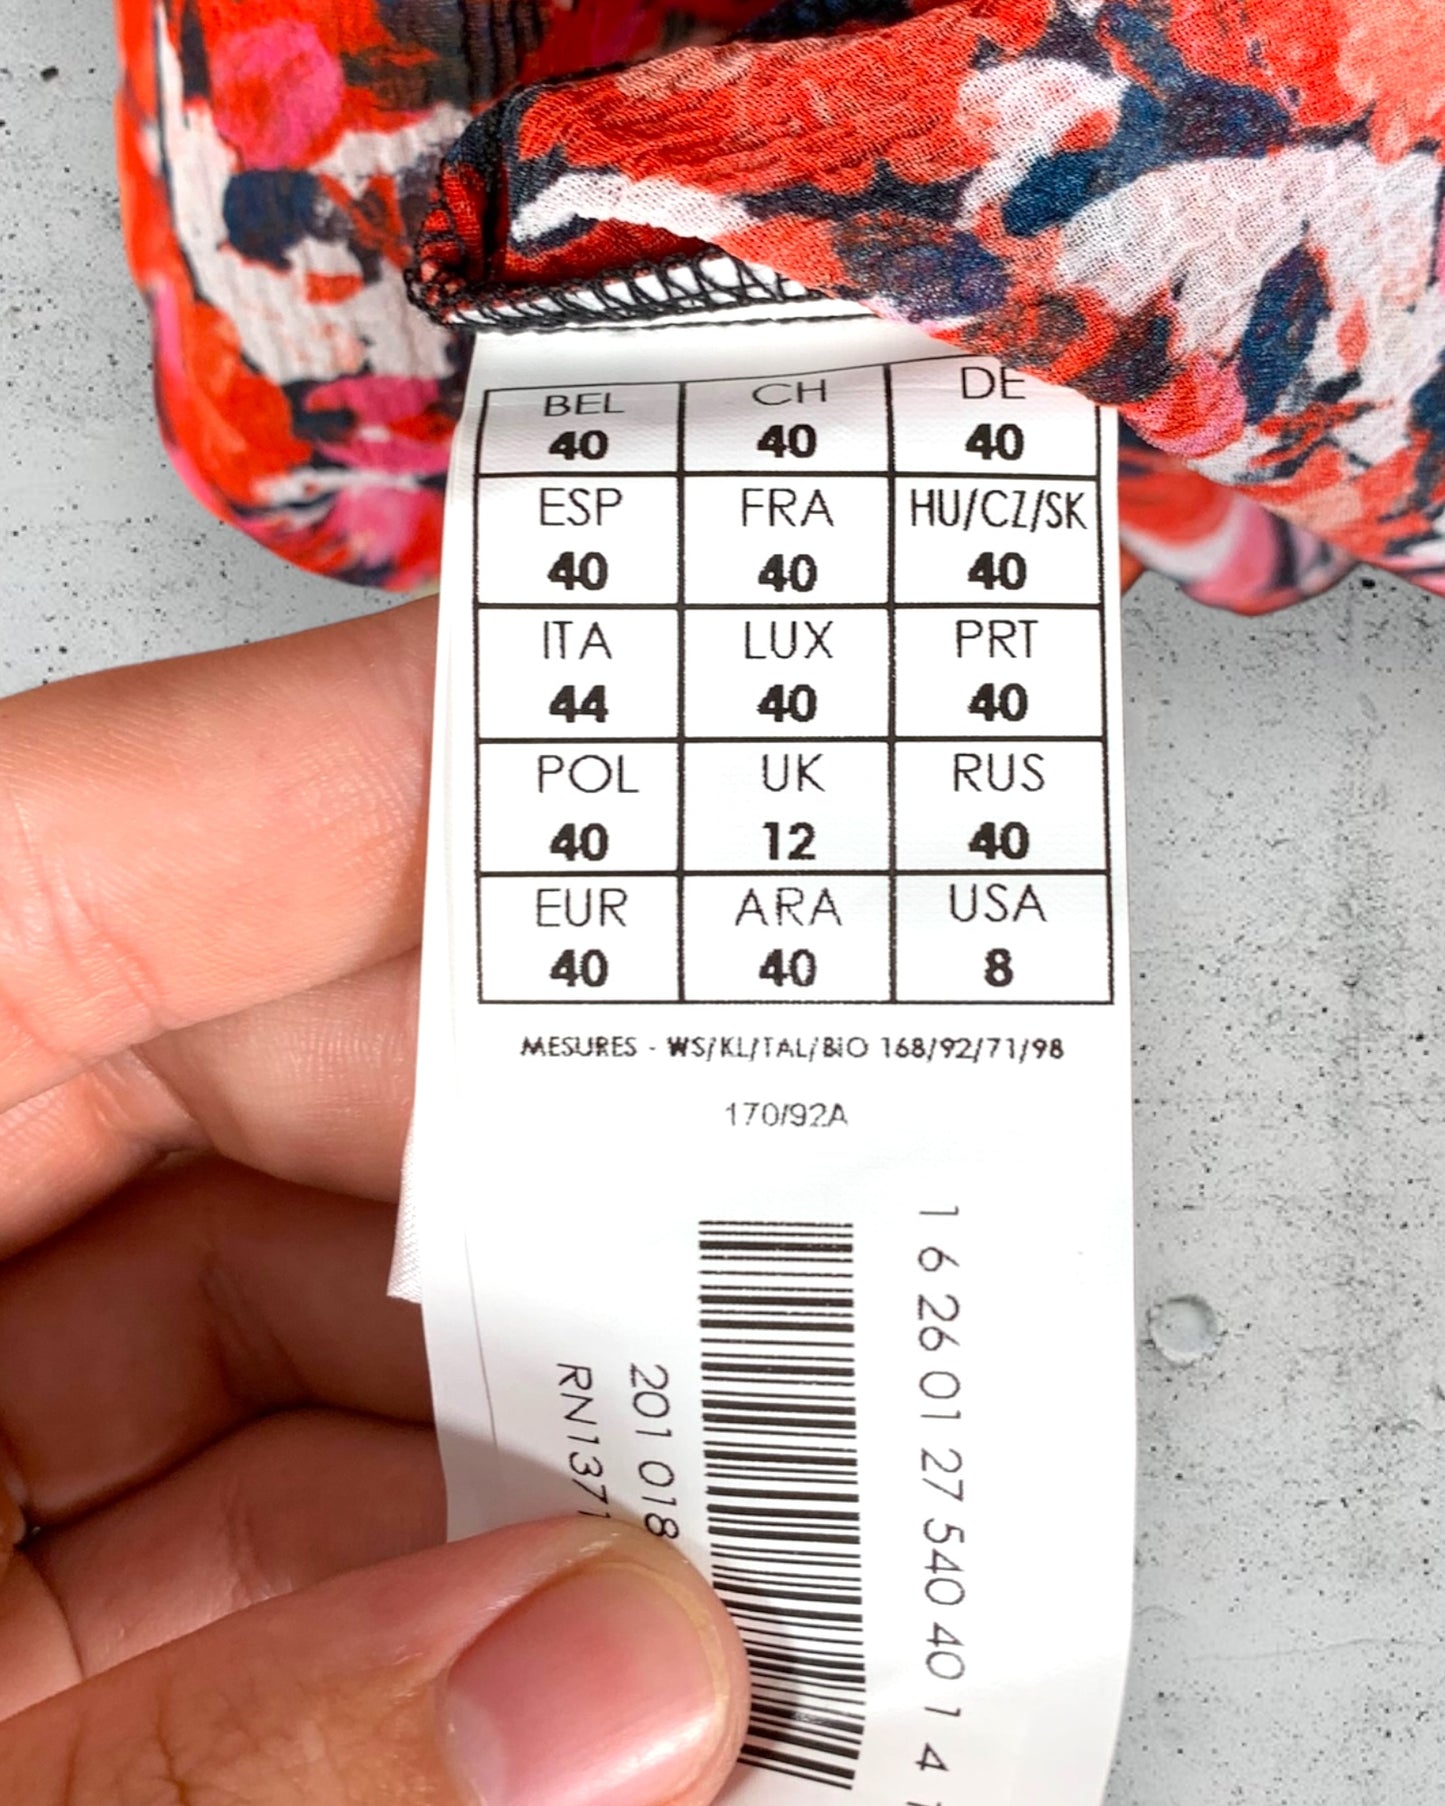 BEL CH DE
40 40 40
ESP FRA HU/CZ/SK
40 40 40
ITA LUX PRT
44 40 40
POL UK RUS
40 12 40
EUR ARA USA
40 40 8
MESURES - WS/KL/TAL/BIO 168/92/71/98
170/92A
1 6 26 01 27 540 40 1 4
201 018
RN137